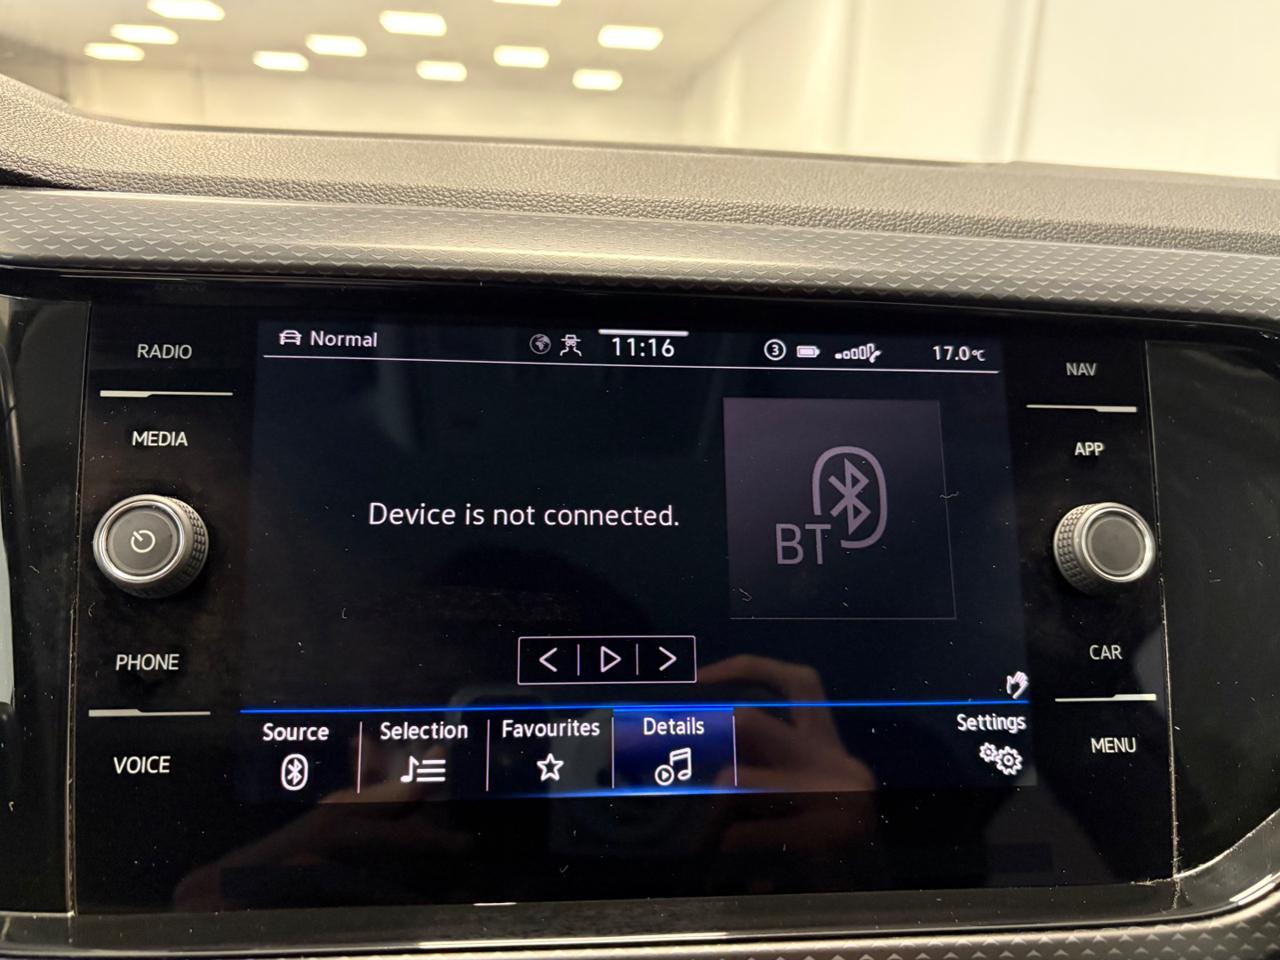 RADIO
MEDIA
PHONE
VOICE
Normal
11:16
3
17.0°C
Device is not connected.
BT
Source
Selection
Favourites
Details
Settings
NAV
APP
CAR
MENU